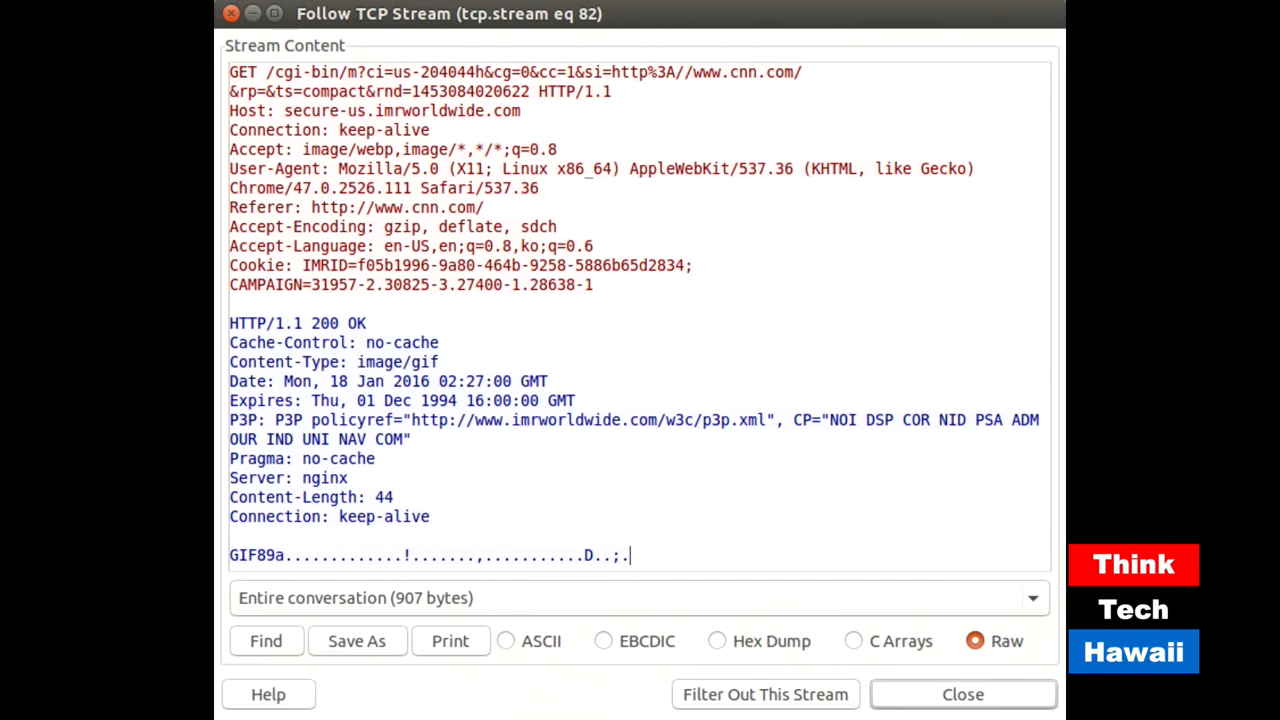 Follow TCP Stream (tcp.stream eq 82)
Stream Content
GET /cgi-bin/m?ci=us-204044h&cg=0&cc=1&si=http%3A//www.cnn.com/
&rp=&ts=compact&rnd=1453084020622 HTTP/1.1
Host: secure-us.imrworldwide.com
Connection: keep-alive
Accept: image/webp,image/*,*/*;q=0.8
User-Agent: Mozilla/5.0 (X11; Linux x86_64) AppleWebKit/537.36 (KHTML, like Gecko)
Chrome/47.0.2526.111 Safari/537.36
Referer: http://www.cnn.com/
Accept-Encoding: gzip, deflate, sdch
Accept-Language: en-US,en;q=0.8,ko;q=0.6
Cookie: IMRID=f05b1996-9a80-464b-9258-5886b65d2834;
CAMPAIGN=31957-2.30825-3.27400-1.28638-1
HTTP/1.1 200 OK
Cache-Control: no-cache
Content-Type: image/gif
Date: Mon, 18 Jan 2016 02:27:00 GMT
Expires: Thu, 01 Dec 1994 16:00:00 GMT
P3P: P3P policyref="http://www.imrworldwide.com/w3c/p3p.xml", CP="NOI DSP COR NID PSA ADM
OUR IND UNI NAV COM"
Pragma: no-cache
Server: nginx
Content-Length: 44
Connection: keep-alive
GIF89a.............!.......,...........D..;.
Entire conversation (907 bytes)
Find Save As Print ASCII EBCDIC Hex Dump C Arrays Raw
Help Filter Out This Stream Close
Think
Tech
Hawaii